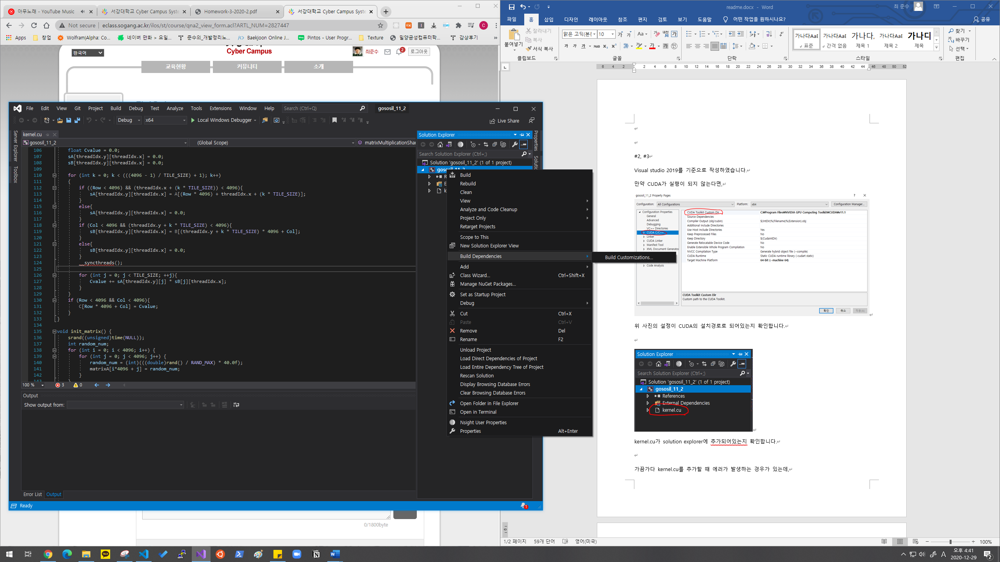 아무노래 - YouTube Music
서강대학교 Cyber Campus Syste
Homework-3-2020-2.pdf
서강대학교 Cyber Campus Syste
Not secure
eclass.sogang.ac.kr/ilos/st/course/qna2_view_form.acl?ARTL_NUM=2827447
Apps
창업
Wolfram|Alpha: Co...
네이버 만화 > 요일...
준수의_개발정리노...
Baekjoon Online J...
Pintos - User Progr...
Texture
밀양금성컴퓨터학...
감상후기
한국어
Cyber Campus
최준수
2
로그아웃
교육현황
커뮤니티
소개
File Edit View Git Project Build Debug Test Analyze Tools Extensions Window Help
Search (Ctrl+Q)
gososil_11_2
Debug
x64
Local Windows Debugger
Live Share
Server Explorer
Toolbox
kernel.cu
gososil_11_2
(Global Scope)
matrixMultiplicationShar
106 float Cvalue = 0.0;
107 sA[threadIdx.y][threadIdx.x] = 0.0;
108 sB[threadIdx.y][threadIdx.x] = 0.0;
109
110 for (int k = 0; k < (((4096 - 1) / TILE_SIZE) + 1); k++)
111 {
112 if ((Row < 4096) && (threadIdx.x + (k * TILE_SIZE)) < 4096){
113 sA[threadIdx.y][threadIdx.x] = A[(Row * 4096) + threadIdx.x + (k * TILE_SIZE)];
114 }
115 else{
116 sA[threadIdx.y][threadIdx.x] = 0.0;
117 }
118 if (Col < 4096 && (threadIdx.y + k * TILE_SIZE) < 4096){
119 sB[threadIdx.y][threadIdx.x] = B[(threadIdx.y + k * TILE_SIZE) * 4096 + Col];
120 }
121 else{
122 sB[threadIdx.y][threadIdx.x] = 0.0;
123 }
124 __syncthreads();
125
126 for (int j = 0; j < TILE_SIZE; ++j){
127 Cvalue += sA[threadIdx.y][j] * sB[j][threadIdx.x];
128 }
129 }
130 if (Row < 4096 && Col < 4096){
131 C[Row * 4096 + Col] = Cvalue;
132 }
133 }
134
135 void init_matrix() {
136 srand((unsigned)time(NULL));
137 int random_num;
138 for (int i = 0; i < 4096; i++) {
139 for (int j = 0; j < 4096; j++) {
140 random_num = (int)(((double)rand() / RAND_MAX) * 40.0f);
141 matrixA[i*4096 + j] = random_num;
142 }
143 }
100 %
3
0
Output
Show output from:
Error List
Output
Ready
1
0/1800byte
Solution Explorer
Search Solution Explorer (Ctrl+;)
Solution 'gososil_11_2' (1 of 1 project)
gososil_11_2
R
E
k
Properties
Solutio
Build
Rebuild
Clean
View
Analyze and Code Cleanup
Project Only
Retarget Projects
Scope to This
New Solution Explorer View
Build Dependencies
Build Customizations...
Add
Class Wizard... Ctrl+Shift+X
Manage NuGet Packages...
Set as Startup Project
Debug
Cut Ctrl+X
Paste Ctrl+V
Remove Del
Rename F2
Unload Project
Load Direct Dependencies of Project
Load Entire Dependency Tree of Project
Rescan Solution
Display Browsing Database Errors
Clear Browsing Database Errors
Open Folder in File Explorer
Open in Terminal
Nsight User Properties
Properties Alt+Enter
readme.docx - Word
최 준수
파일 홈 삽입 디자인 레이아웃 참조 편지 검토 보기 도움말 어떤 작업을 원하시나요?
공유
붙여넣기
잘라내기
복사
서식 복사
클립보드
맑은 고딕(본
10
글꼴
단락
가나다AaB 가나다AaB 가나다, 가나다AaB 가나디
표준 간격 없음 제목 1 제목 2 제목
스타일
찾기
바꾸기
선택
편집
6 4 2 2 4 6 8 10 12 14 16 18 20 22 24 26 28 30 32 34 36 38 40 42 44 46 48 50 52
#2, #3
Visual studio 2019를 기준으로 작성하였습니다.
만약 CUDA가 실행이 되지 않는다면,
gososil_11_2 Property Pages
Configuration: All Configurations Platform: x64 Configuration Manager...
Configuration Properties
General
Advanced
Debugging
VC++ Directories
CUDA C/C++
Linker
CUDA Linker
Manifest Tool
XML Document Generator
Code Analysis
CUDA Toolkit Custom Dir C:₩Program Files₩NVIDIA GPU Computing Toolkit₩CUDA₩v11.1
Source Dependencies
Compiler Output (obj/cubin) $(IntDir)%(Filename)%(Extension).obj
Additional Include Directories
Use Host Include Directories Yes
Keep Preprocessed Files No
Keep Directory $(CudaIntDir)
Generate Relocatable Device Code No
Enable Extensible Whole Program Compilation No
NVCC Compilation Type Generate hybrid object file (--compile)
CUDA Runtime Static CUDA runtime library (-cudart static)
Target Machine Platform 64-bit (--machine 64)
CUDA Toolkit Custom Dir
Custom path to the CUDA Toolkit.
확인 취소 적용(A)
위 사진의 설정이 CUDA의 설치경로로 되어있는지 확인합니다.
Solution Explorer
Search Solution Explorer (Ctrl+;)
Solution 'gososil_11_2' (1 of 1 project)
gososil_11_2
References
External Dependencies
kernel.cu
kernel.cu가 solution explorer에 추가되어있는지 확인합니다.
가끔가다 kernel.cu를 추가할 때 에러가 발생하는 경우가 있는데,
1/2 페이지
59개 단어
영어(미국)
100%
오후 4:41
2020-12-29
2